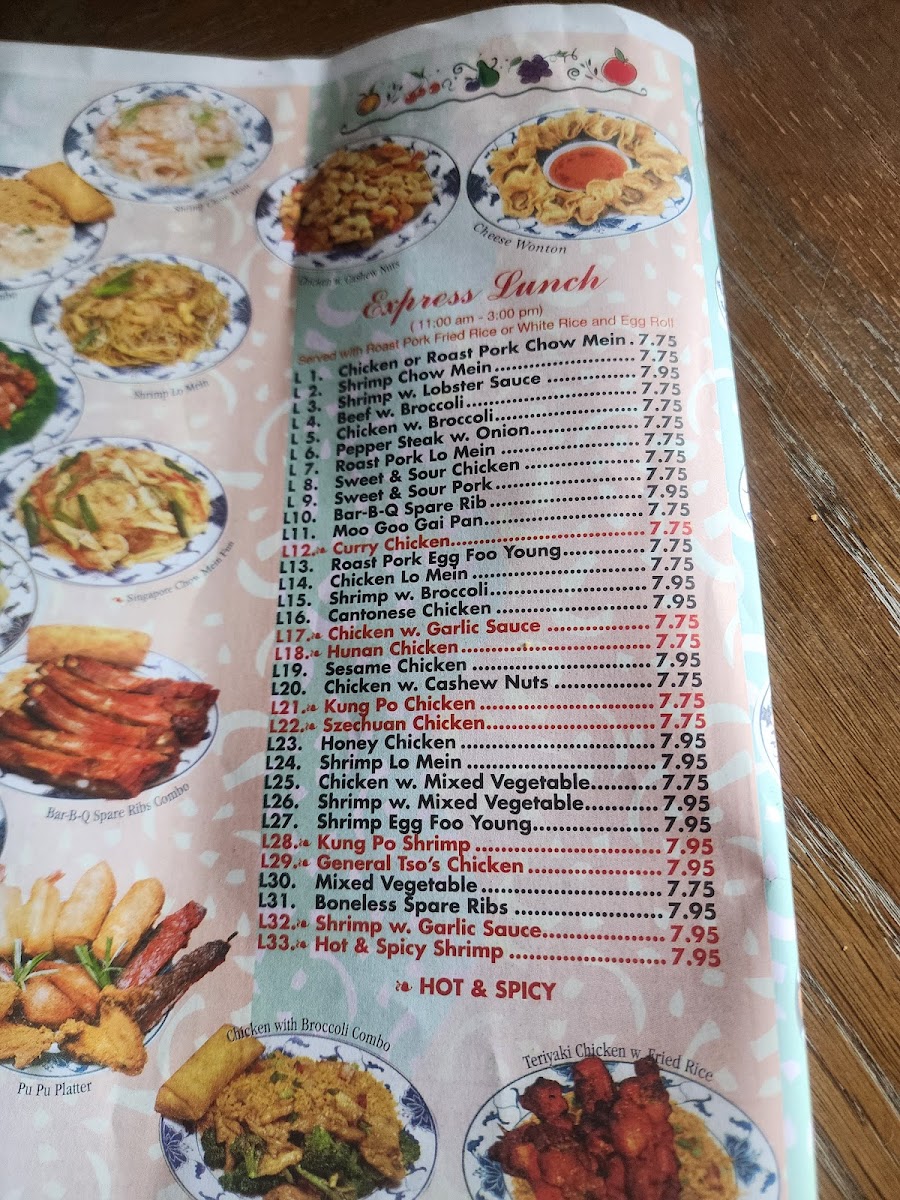 Shrimp Chow Mein
Chicken w. Cashew Nuts
Cheese Wonton
Shrimp Lo Mein
Singapore Chow Mein Fun
Bar-B-Q Spare Ribs Combo
Pu Pu Platter
Express Lunch
(11:00 am - 3:00 pm)
Served with Roast Pork Fried Rice or White Rice and Egg Roll
L 1. Chicken or Roast Pork Chow Mein . 7.75
L 2. Shrimp Chow Mein 7.75
L 3. Shrimp w. Lobster Sauce 7.95
L 4. Beef w. Broccoli 7.75
L 5. Chicken w. Broccoli 7.75
L 6. Pepper Steak w. Onion 7.75
L 7. Roast Pork Lo Mein 7.75
L 8. Sweet & Sour Chicken 7.75
L 9. Sweet & Sour Pork 7.75
L10. Bar-B-Q Spare Rib 7.95
L11. Moo Goo Gai Pan 7.75
L12. Curry Chicken 7.75
L13. Roast Pork Egg Foo Young 7.75
L14. Chicken Lo Mein 7.75
L15. Shrimp w. Broccoli 7.95
L16. Cantonese Chicken 7.95
L17. Chicken w. Garlic Sauce 7.75
L18. Hunan Chicken 7.75
L19. Sesame Chicken 7.95
L20. Chicken w. Cashew Nuts 7.75
L21. Kung Po Chicken 7.75
L22. Szechuan Chicken 7.75
L23. Honey Chicken 7.95
L24. Shrimp Lo Mein 7.95
L25. Chicken w. Mixed Vegetable 7.75
L26. Shrimp w. Mixed Vegetable 7.95
L27. Shrimp Egg Foo Young 7.95
L28. Kung Po Shrimp 7.95
L29. General Tso's Chicken 7.95
L30. Mixed Vegetable 7.75
L31. Boneless Spare Ribs 7.95
L32. Shrimp w. Garlic Sauce 7.95
L33. Hot & Spicy Shrimp 7.95
HOT & SPICY
Chicken with Broccoli Combo
Teriyaki Chicken w. Fried Rice